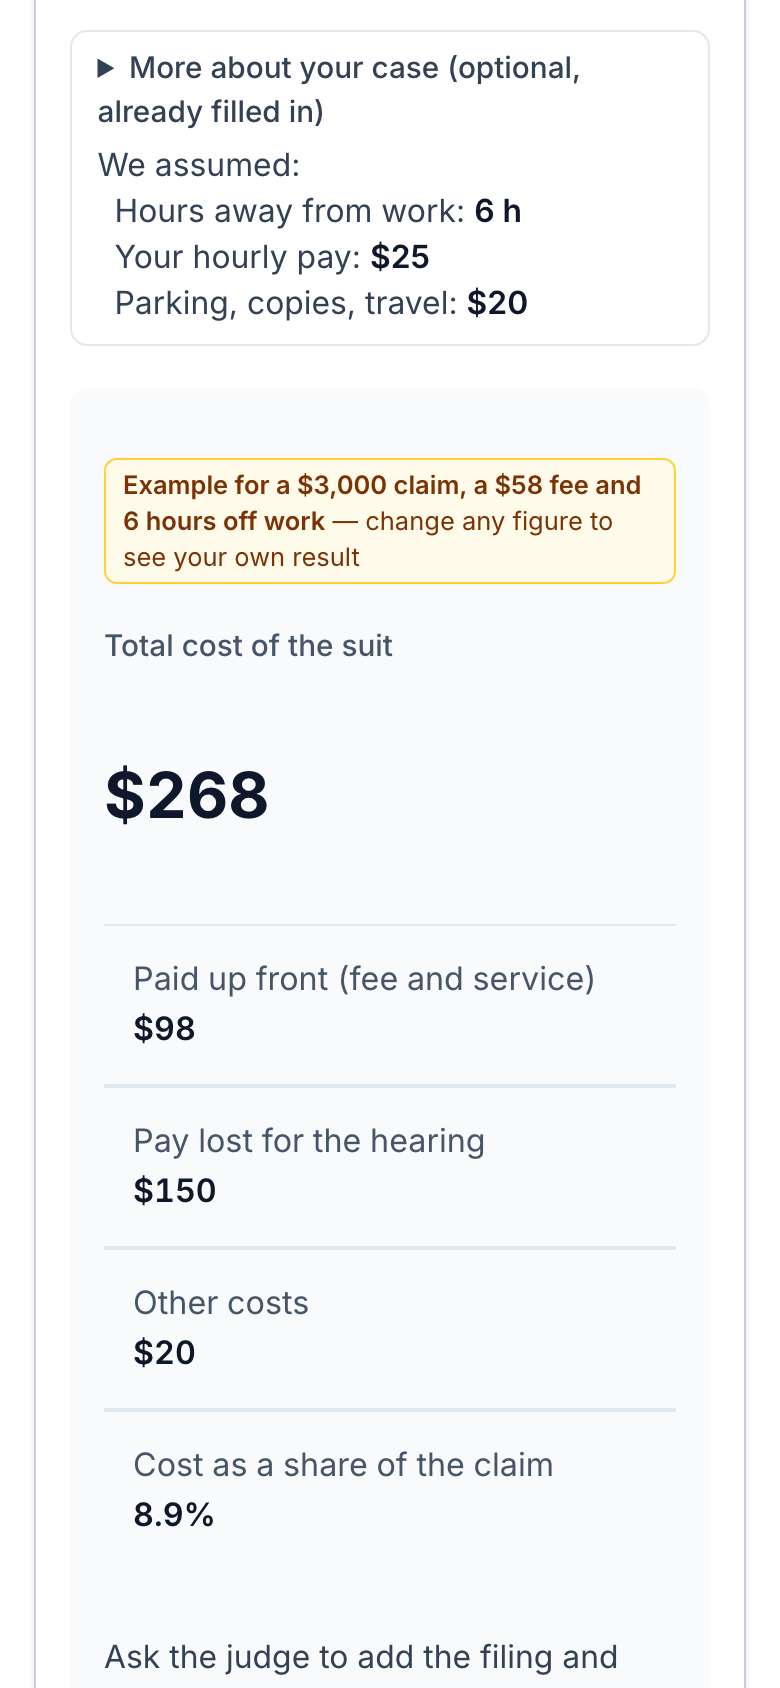 ▶ More about your case (optional,
already filled in)
We assumed:
Hours away from work: 6 h
Your hourly pay: $25
Parking, copies, travel: $20
Example for a $3,000 claim, a $58 fee and
6 hours off work — change any figure to
see your own result
Total cost of the suit
$268
Paid up front (fee and service)
$98
Pay lost for the hearing
$150
Other costs
$20
Cost as a share of the claim
8.9%
Ask the judge to add the filing and